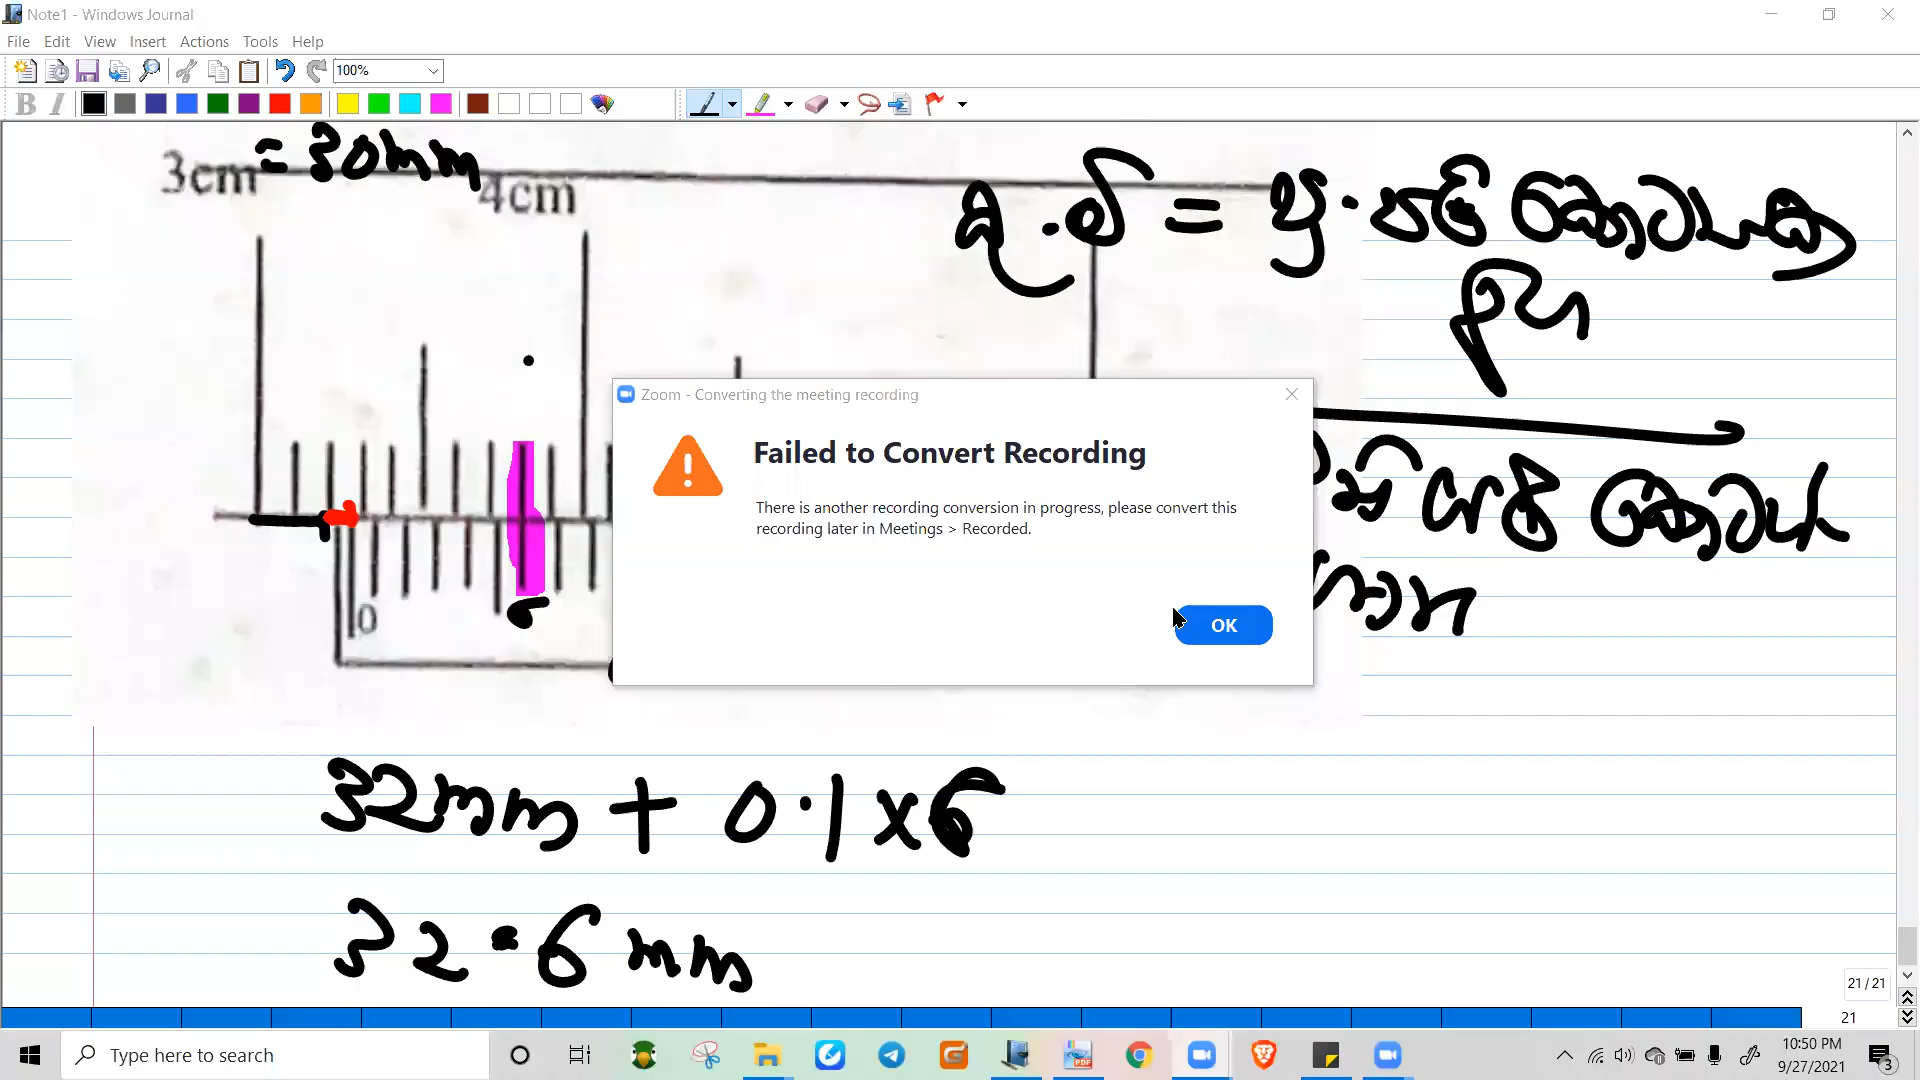 Note1 - Windows Journal
File Edit View Insert Actions Tools Help
100%
3cm = 30mm
4cm
කු.මි =
0
6
Zoom - Converting the meeting recording
Failed to Convert Recording
There is another recording conversion in progress, please convert this
recording later in Meetings > Recorded.
OK
32mm + 0.1 x 6
32.6 mm
21 / 21
21
Type here to search
10:50 PM
9/27/2021
3